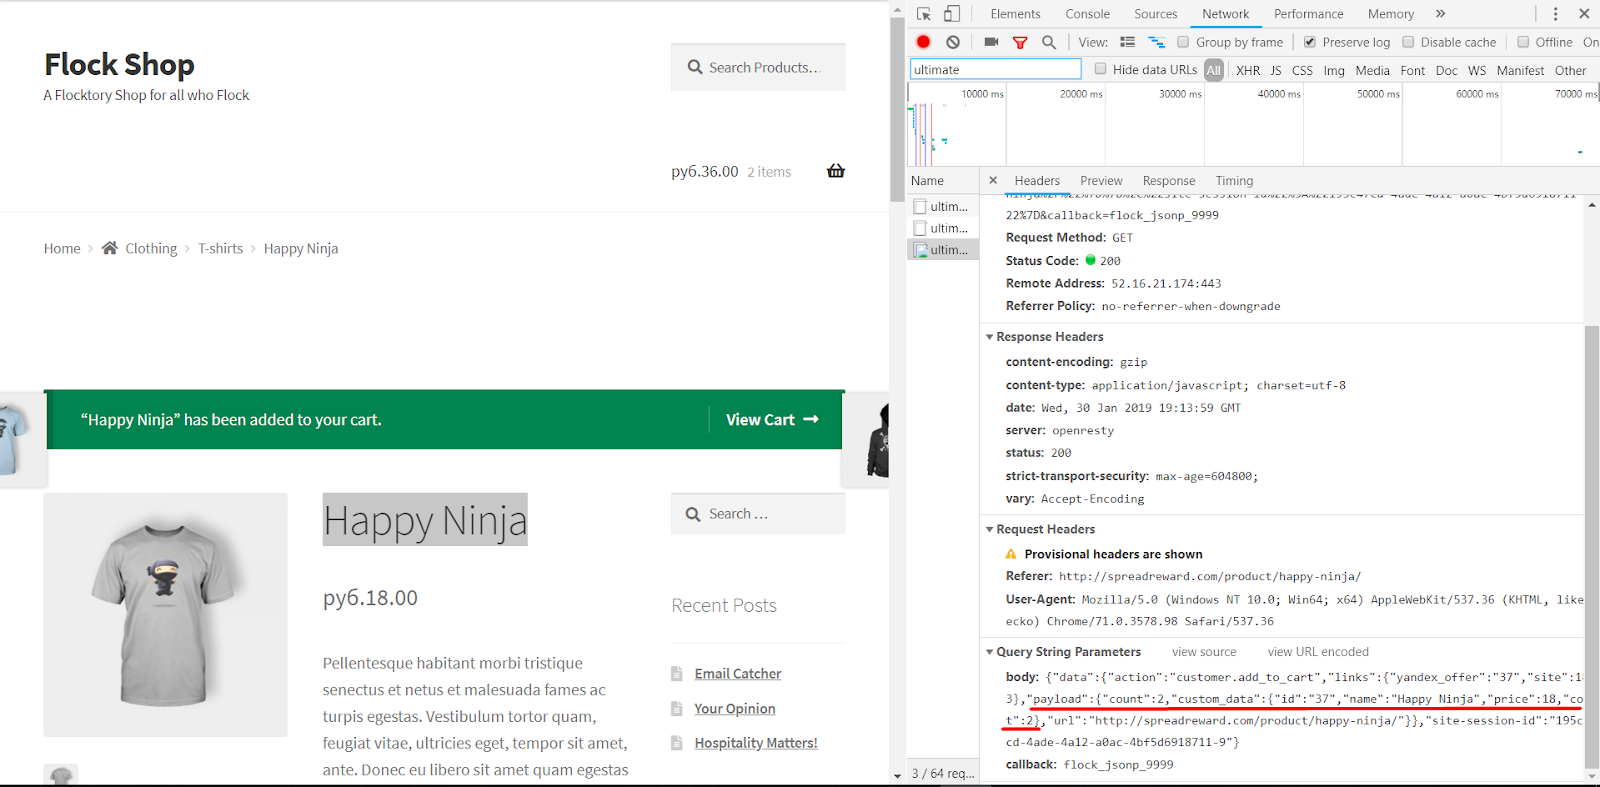 Flock Shop
A Flocktory Shop for all who Flock
Search Products…
руб.36.00 2 items
Home Clothing T-shirts Happy Ninja
“Happy Ninja” has been added to your cart.
View Cart →
Happy Ninja
руб.18.00
Pellentesque habitant morbi tristique
senectus et netus et malesuada fames ac
turpis egestas. Vestibulum tortor quam,
feugiat vitae, ultricies eget, tempor sit amet,
ante. Donec eu libero sit amet quam egestas
Search …
Recent Posts
Email Catcher
Your Opinion
Hospitality Matters!
Elements Console Sources Network Performance Memory »
View: Group by frame Preserve log Disable cache Offline On
ultimate Hide data URLs All XHR JS CSS Img Media Font Doc WS Manifest Other
10000 ms 20000 ms 30000 ms 40000 ms 50000 ms 60000 ms 70000 ms
Name
ultim...
ultim...
ultim...
3 / 64 req...
× Headers Preview Response Timing
22%7D&callback=flock_jsonp_9999
Request Method: GET
Status Code: 200
Remote Address: 52.16.21.174:443
Referrer Policy: no-referrer-when-downgrade
Response Headers
content-encoding: gzip
content-type: application/javascript; charset=utf-8
date: Wed, 30 Jan 2019 19:13:59 GMT
server: openresty
status: 200
strict-transport-security: max-age=604800;
vary: Accept-Encoding
Request Headers
Provisional headers are shown
Referer: http://spreadreward.com/product/happy-ninja/
User-Agent: Mozilla/5.0 (Windows NT 10.0; Win64; x64) AppleWebKit/537.36 (KHTML, like
ecko) Chrome/71.0.3578.98 Safari/537.36
Query String Parameters view source view URL encoded
body: {"data":{"action":"customer.add_to_cart","links":{"yandex_offer":"37","site":18
3},"payload":{"count":2,"custom_data":{"id":"37","name":"Happy Ninja","price":18,"co
t":2},"url":"http://spreadreward.com/product/happy-ninja/"}},"site-session-id":"195c
cd-4ade-4a12-a0ac-4bf5d6918711-9"}
callback: flock_jsonp_9999